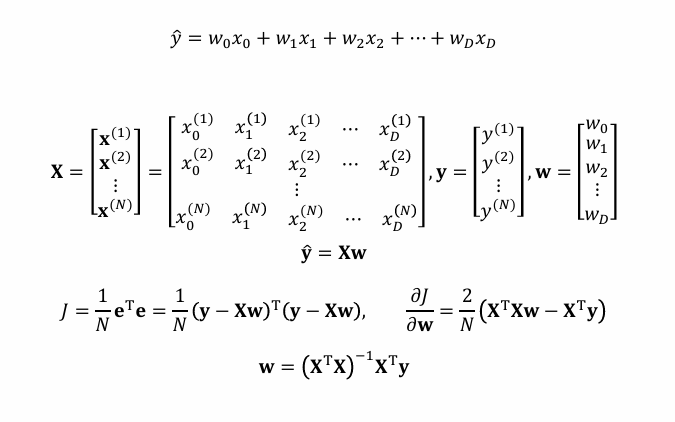 ŷ = w₀x₀ + w₁x₁ + w₂x₂ + ⋯ + w_D x_D
𝐗 = [𝐱⁽¹⁾; 𝐱⁽²⁾; ⋮; 𝐱⁽ᴺ⁾] = [x₀⁽¹⁾ x₁⁽¹⁾ x₂⁽¹⁾ ⋯ x_D⁽¹⁾; x₀⁽²⁾ x₁⁽²⁾ x₂⁽²⁾ ⋯ x_D⁽²⁾; ⋮; x₀⁽ᴺ⁾ x₁⁽ᴺ⁾ x₂⁽ᴺ⁾ ⋯ x_D⁽ᴺ⁾], 𝐲 = [y⁽¹⁾; y⁽²⁾; ⋮; y⁽ᴺ⁾], 𝐰 = [w₀; w₁; w₂; ⋮; w_D]
𝐲̂ = 𝐗𝐰
J = 1/N 𝐞ᵀ𝐞 = 1/N (𝐲 − 𝐗𝐰)ᵀ(𝐲 − 𝐗𝐰), ∂J/∂𝐰 = 2/N (𝐗ᵀ𝐗𝐰 − 𝐗ᵀ𝐲)
𝐰 = (𝐗ᵀ𝐗)⁻¹𝐗ᵀ𝐲